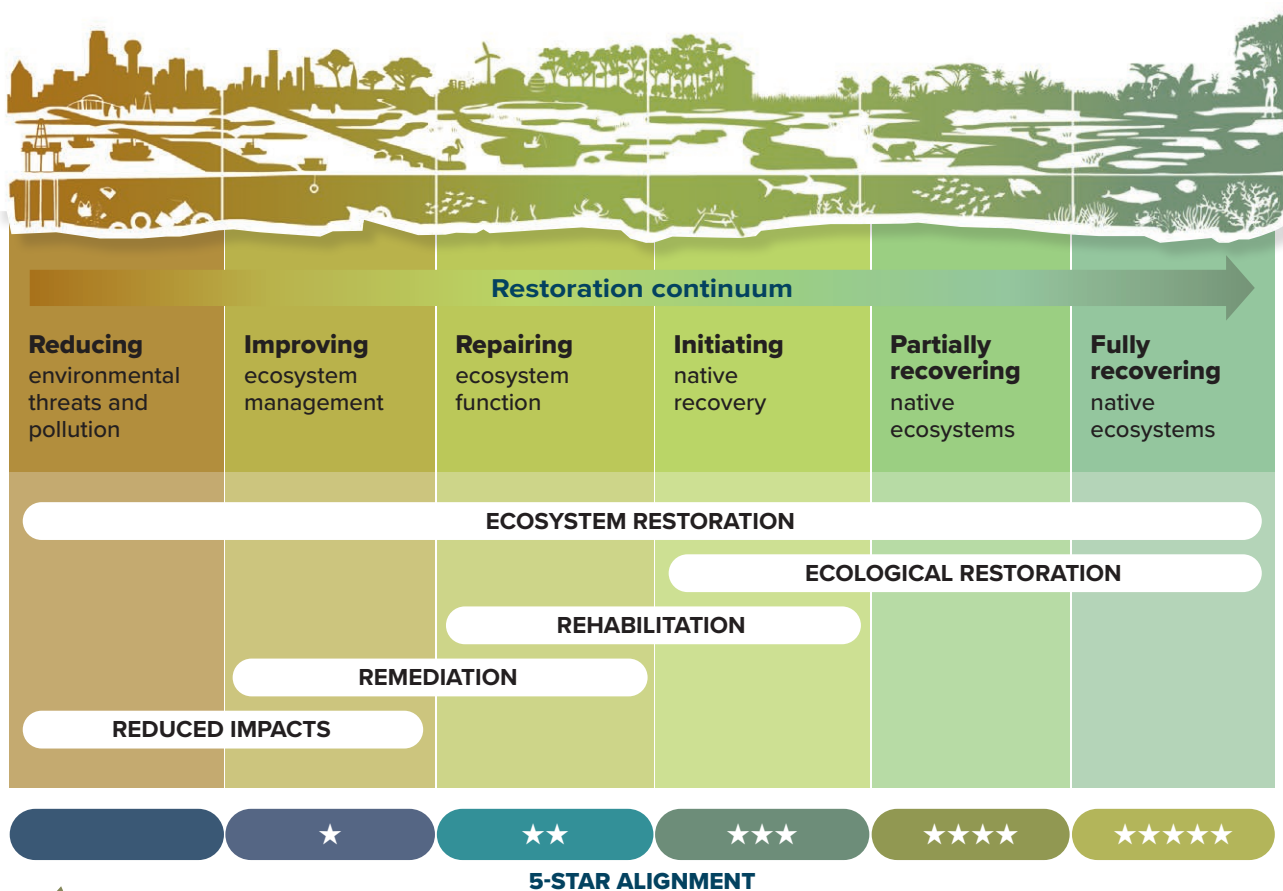 Restoration continuum
Reducing
environmental
threats and
pollution
Improving
ecosystem
management
Repairing
ecosystem
function
Initiating
native
recovery
Partially
recovering
native
ecosystems
Fully
recovering
native
ecosystems
ECOSYSTEM RESTORATION
ECOLOGICAL RESTORATION
REHABILITATION
REMEDIATION
REDUCED IMPACTS
★
★★
★★★
★★★★
★★★★★
5-STAR ALIGNMENT